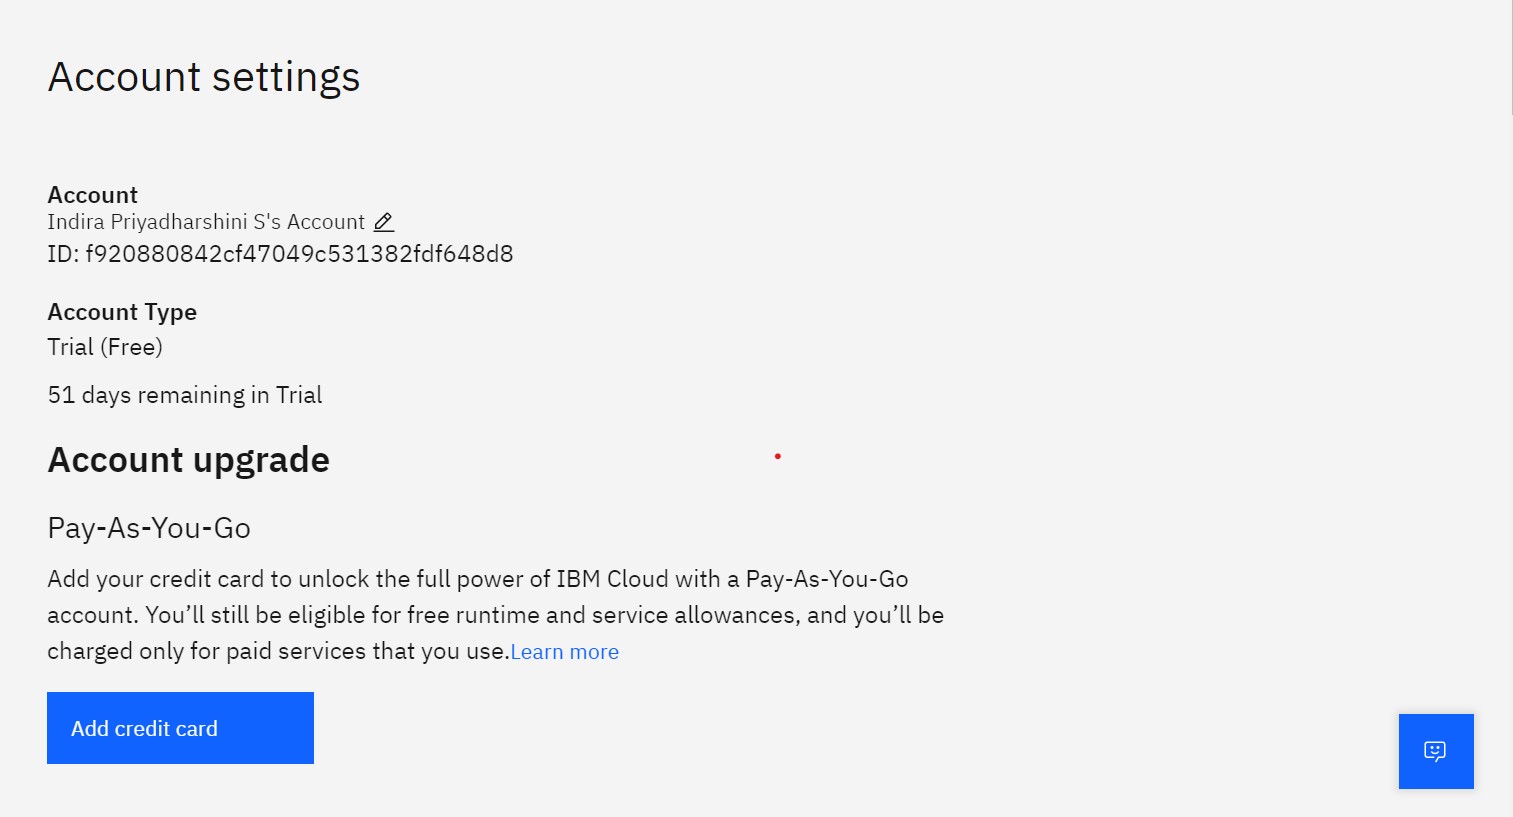 Account settings
Account
Indira Priyadharshini S's Account
ID: f920880842cf47049c531382fdf648d8
Account Type
Trial (Free)
51 days remaining in Trial
Account upgrade
Pay-As-You-Go
Add your credit card to unlock the full power of IBM Cloud with a Pay-As-You-Go
account. You’ll still be eligible for free runtime and service allowances, and you’ll be
charged only for paid services that you use.Learn more
Add credit card